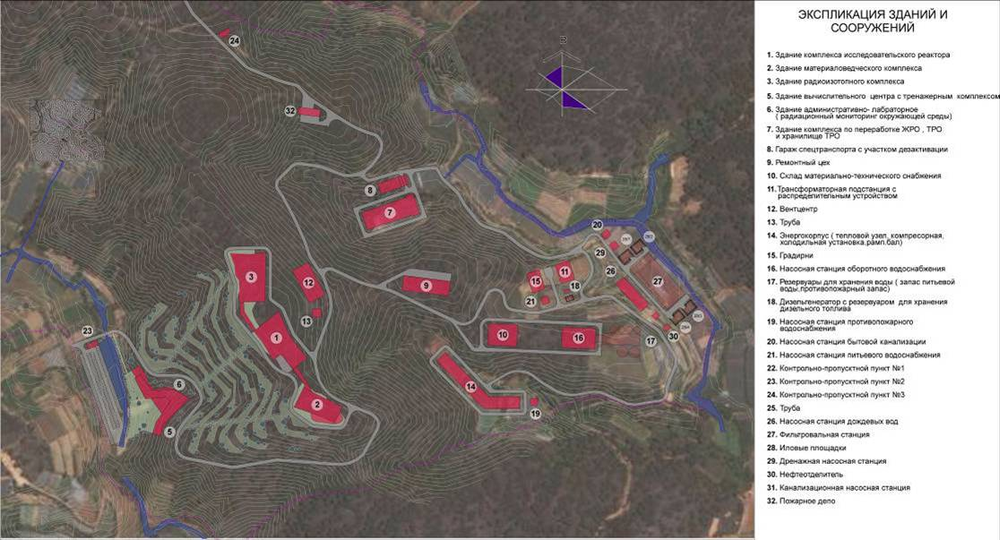 ЭКСПЛИКАЦИЯ ЗДАНИЙ И
СООРУЖЕНИЙ
1. Здание комплекса исследовательского реактора
2. Здание материаловедческого комплекса
3. Здание радиоизотопного комплекса
5. Здание вычислительного центра с тренажерным комплексом
6. Здание административно- лабраторное
( радиационный мониторинг окружающей среды)
7. Здание комплекса по переработке ЖРО , ТРО
и хранилище ТРО
8. Гараж спецтранспорта с участком дезактивации
9. Ремонтный цех
10. Склад материально-технического снабжения
11. Трансформаторная подстанция с
распределительным устройством
12. Вентцентр
13. Труба
14. Энергокорпус ( тепловой узел, компресорная,
холодильная установка,рамп.бал)
15. Градирни
16. Насосная станция оборотного водоснабжения
17. Резервуары для хранения воды ( запас питьевой
воды,противопожарный запас)
18. Дизельгенератор с резервуаром для хранения
дизельного топлива
19. Насосная станция противопожарного
водоснабжения
20. Насосная станция бытовой канализации
21. Насосная станция питьевого водоснабжения
22. Контрольно-пропусктной пункт №1
23. Контрольно-пропусктной пункт №2
24. Контрольно-пропусктной пункт №3
25. Труба
26. Насосная станция дождевых вод
27. Фильтровальная станция
28. Иловые площадки
29. Дренажная насосная станция
30. Нефтеотделитель
31. Канализационная насосная станция
32. Пожарное депо
24
32
8
7
20
29
3
15
11
26
27
12
9
18
21
13
23
1
10
16
17
30
6
14
2
19
5